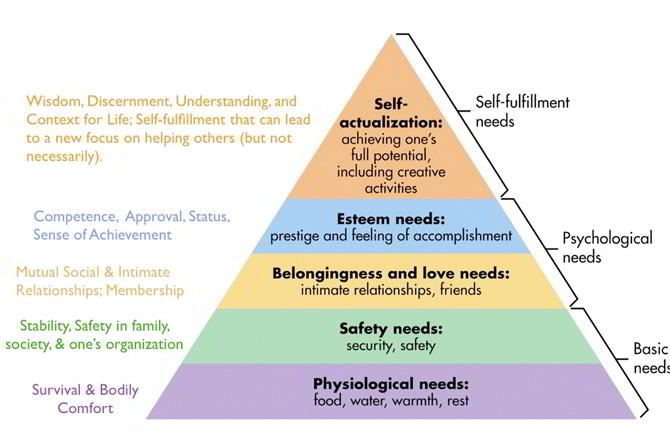 Wisdom, Discernment, Understanding, and
Context for Life; Self-fulfillment that can lead
to a new focus on helping others (but not
necessarily).
Self-
actualization:
achieving one's
full potential,
including creative
activities
Self-fulfillment
needs
Competence, Approval, Status,
Sense of Achievement
Esteem needs:
prestige and feeling of accomplishment
Psychological
needs
Mutual Social & Intimate
Relationships; Membership
Belongingness and love needs:
intimate relationships, friends
Stability, Safety in family,
society, & one's organization
Safety needs:
security, safety
Basic
needs
Survival & Bodily
Comfort
Physiological needs:
food, water, warmth, rest